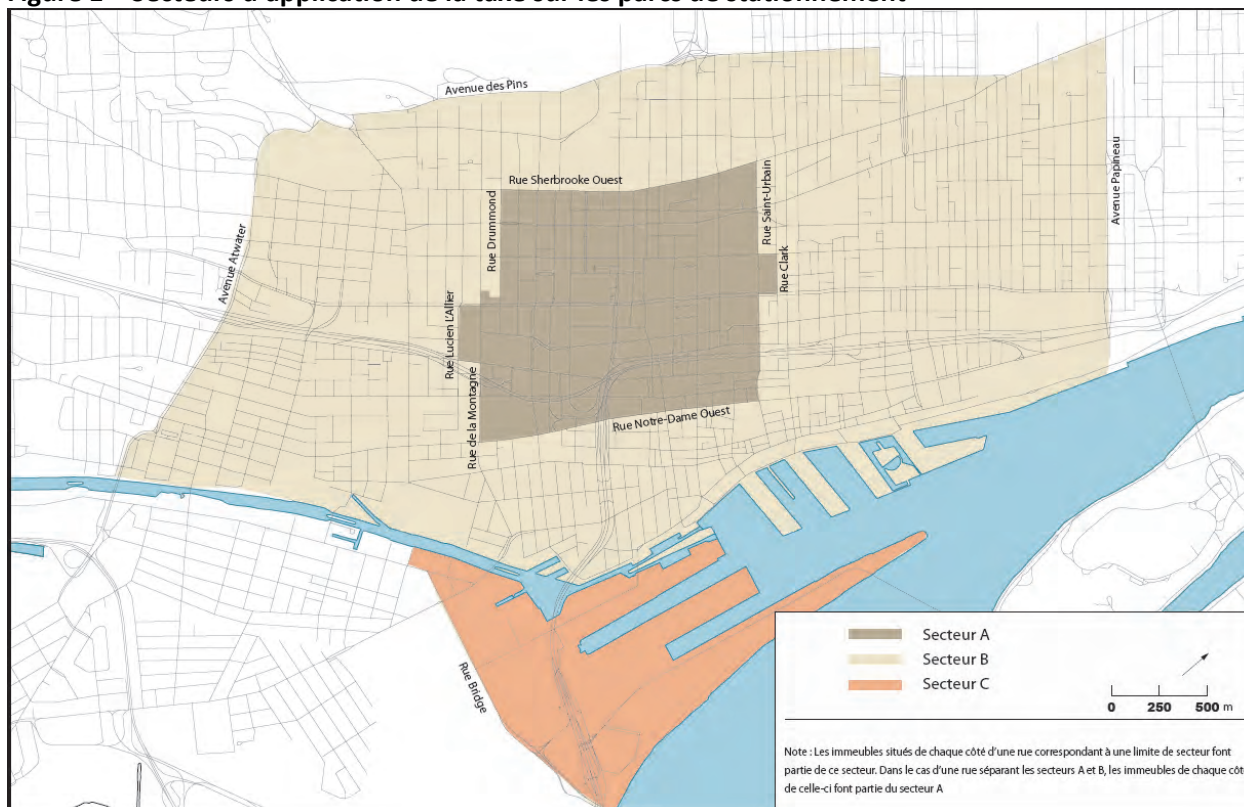 Avenue des Pins
Rue Sherbrooke Ouest
Rue Drummond
Rue Saint-Urbain
Avenue Papineau
Avenue Atwater
Rue Clark
Rue Lucien L'Allier
Rue de la Montagne
Rue Notre-Dame Ouest
Rue Bridge
Secteur A
Secteur B
Secteur C
0 250 500 m
Note : Les immeubles situés de chaque côté d'une rue correspondant à une limite de secteur font
partie de ce secteur. Dans le cas d'une rue séparant les secteurs A et B, les immeubles de chaque côté
de celle-ci font partie du secteur A